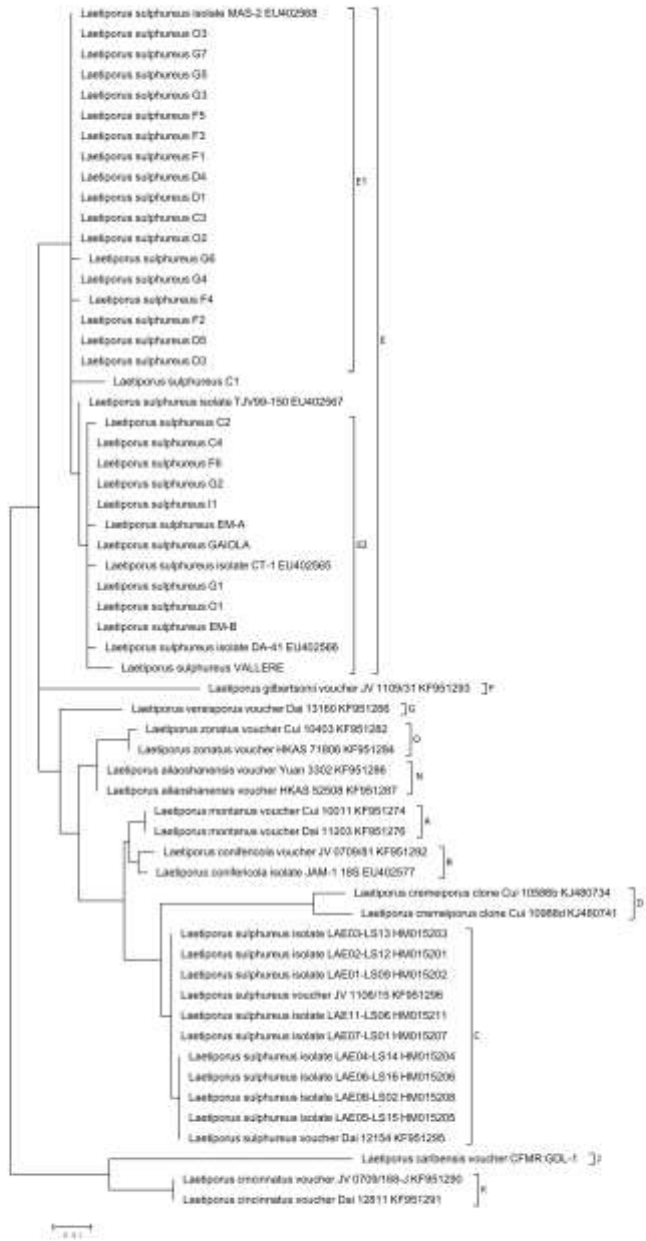 Laetiporus sulphureus isolate MAS-2 EU402968
Laetiporus sulphureus O3
Laetiporus sulphureus G7
Laetiporus sulphureus G5
Laetiporus sulphureus G3
Laetiporus sulphureus F5
Laetiporus sulphureus F3
Laetiporus sulphureus F1
Laetiporus sulphureus D4
Laetiporus sulphureus D1
E1
Laetiporus sulphureus C3
Laetiporus sulphureus O2
Laetiporus sulphureus G6
Laetiporus sulphureus G4
Laetiporus sulphureus F4
Laetiporus sulphureus F2
E
Laetiporus sulphureus D5
Laetiporus sulphureus D3
Laetiporus sulphureus C1
Laetiporus sulphureus isolate TJV99-150 EU402967
Laetiporus sulphureus C2
Laetiporus sulphureus C4
Laetiporus sulphureus F6
Laetiporus sulphureus G2
Laetiporus sulphureus I1
Laetiporus sulphureus EM-A
Laetiporus sulphureus GAIOLA
E2
Laetiporus sulphureus isolate CT-1 EU402965
Laetiporus sulphureus G1
Laetiporus sulphureus O1
Laetiporus sulphureus EM-B
Laetiporus sulphureus isolate DA-41 EU402966
Laetiporus sulphureus VALLERE
Laetiporus gilbertsonii voucher JV 1109/31 KF951293
F
Laetiporus versisporus voucher Dai 13160 KF951286
G
Laetiporus zonatus voucher Cui 10403 KF951282
O
Laetiporus zonatus voucher HKAS 71806 KF951284
Laetiporus ailaoshanensis voucher Yuan 3302 KF951286
N
Laetiporus ailaoshanensis voucher HKAS 52508 KF951287
Laetiporus montanus voucher Cui 10011 KF951274
A
Laetiporus montanus voucher Dai 11203 KF951276
Laetiporus conifericola voucher JV 0709/81 KF951292
B
Laetiporus conifericola isolate JAM-1 18S EU402577
Laetiporus cremeiporus clone Cui 10586b KJ480734
D
Laetiporus cremeiporus clone Cui 10988d KJ480741
Laetiporus sulphureus isolate LAE03-LS13 HM015203
Laetiporus sulphureus isolate LAE02-LS12 HM015201
Laetiporus sulphureus isolate LAE01-LS09 HM015202
Laetiporus sulphureus voucher JV 1106/15 KF951296
Laetiporus sulphureus isolate LAE11-LS06 HM015211
Laetiporus sulphureus isolate LAE07-LS01 HM015207
C
Laetiporus sulphureus isolate LAE04-LS14 HM015204
Laetiporus sulphureus isolate LAE06-LS16 HM015206
Laetiporus sulphureus isolate LAE08-LS02 HM015208
Laetiporus sulphureus isolate LAE05-LS15 HM015205
Laetiporus sulphureus voucher Dai 12154 KF951295
Laetiporus caribensis voucher CFMR:GDL-1
J
Laetiporus cincinnatus voucher JV 0709/168-J KF951290
K
Laetiporus cincinnatus voucher Dai 12811 KF951291